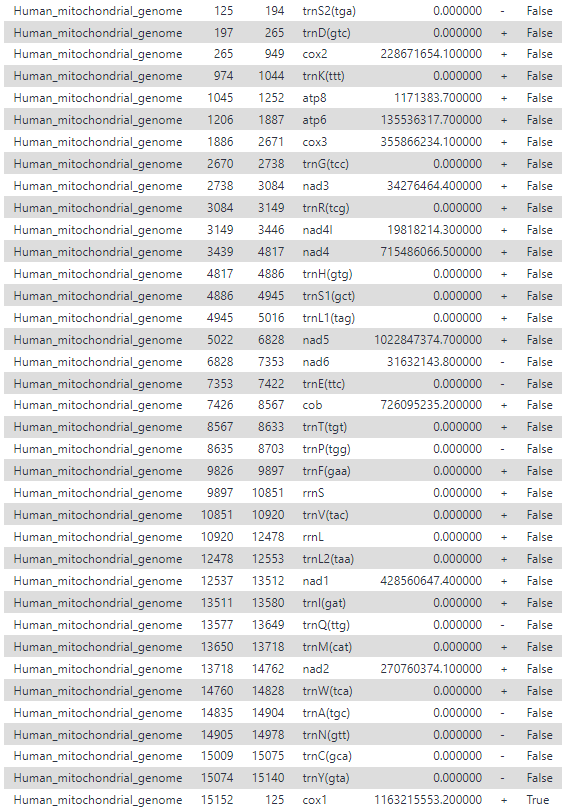 Human_mitochondrial_genome 125 194 trnS2(tga) 0.000000 - False
Human_mitochondrial_genome 197 265 trnD(gtc) 0.000000 + False
Human_mitochondrial_genome 265 949 cox2 228671654.100000 + False
Human_mitochondrial_genome 974 1044 trnK(ttt) 0.000000 + False
Human_mitochondrial_genome 1045 1252 atp8 1171383.700000 + False
Human_mitochondrial_genome 1206 1887 atp6 135536317.700000 + False
Human_mitochondrial_genome 1886 2671 cox3 355866234.100000 + False
Human_mitochondrial_genome 2670 2738 trnG(tcc) 0.000000 + False
Human_mitochondrial_genome 2738 3084 nad3 34276464.400000 + False
Human_mitochondrial_genome 3084 3149 trnR(tcg) 0.000000 + False
Human_mitochondrial_genome 3149 3446 nad4l 19818214.300000 + False
Human_mitochondrial_genome 3439 4817 nad4 715486066.500000 + False
Human_mitochondrial_genome 4817 4886 trnH(gtg) 0.000000 + False
Human_mitochondrial_genome 4886 4945 trnS1(gct) 0.000000 + False
Human_mitochondrial_genome 4945 5016 trnL1(tag) 0.000000 + False
Human_mitochondrial_genome 5022 6828 nad5 1022847374.700000 + False
Human_mitochondrial_genome 6828 7353 nad6 31632143.800000 - False
Human_mitochondrial_genome 7353 7422 trnE(ttc) 0.000000 - False
Human_mitochondrial_genome 7426 8567 cob 726095235.200000 + False
Human_mitochondrial_genome 8567 8633 trnT(tgt) 0.000000 + False
Human_mitochondrial_genome 8635 8703 trnP(tgg) 0.000000 - False
Human_mitochondrial_genome 9826 9897 trnF(gaa) 0.000000 + False
Human_mitochondrial_genome 9897 10851 rrnS 0.000000 + False
Human_mitochondrial_genome 10851 10920 trnV(tac) 0.000000 + False
Human_mitochondrial_genome 10920 12478 rrnL 0.000000 + False
Human_mitochondrial_genome 12478 12553 trnL2(taa) 0.000000 + False
Human_mitochondrial_genome 12537 13512 nad1 428560647.400000 + False
Human_mitochondrial_genome 13511 13580 trnI(gat) 0.000000 + False
Human_mitochondrial_genome 13577 13649 trnQ(ttg) 0.000000 - False
Human_mitochondrial_genome 13650 13718 trnM(cat) 0.000000 + False
Human_mitochondrial_genome 13718 14762 nad2 270760374.100000 + False
Human_mitochondrial_genome 14760 14828 trnW(tca) 0.000000 + False
Human_mitochondrial_genome 14835 14904 trnA(tgc) 0.000000 - False
Human_mitochondrial_genome 14905 14978 trnN(gtt) 0.000000 - False
Human_mitochondrial_genome 15009 15075 trnC(gca) 0.000000 - False
Human_mitochondrial_genome 15074 15140 trnY(gta) 0.000000 - False
Human_mitochondrial_genome 15152 125 cox1 1163215553.200000 + True